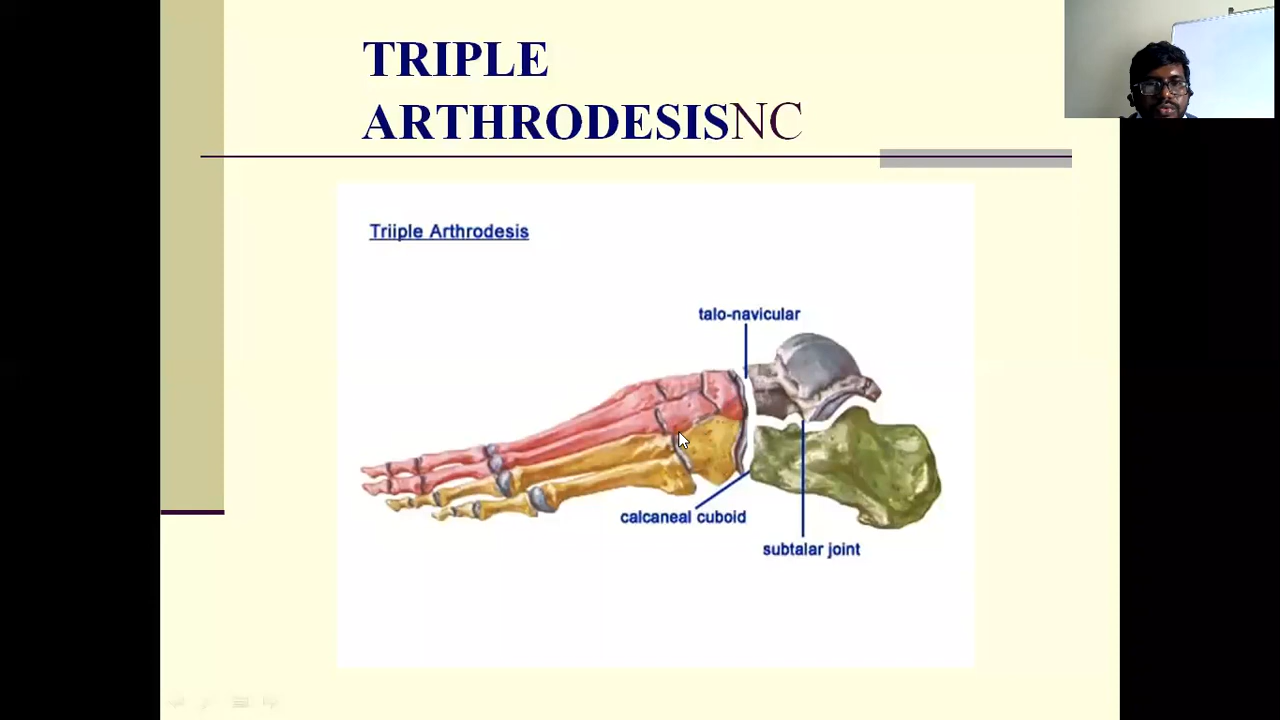 TRIPLE
ARTHRODESISNC
Triiple Arthrodesis
talo-navicular
calcaneal cuboid
subtalar joint